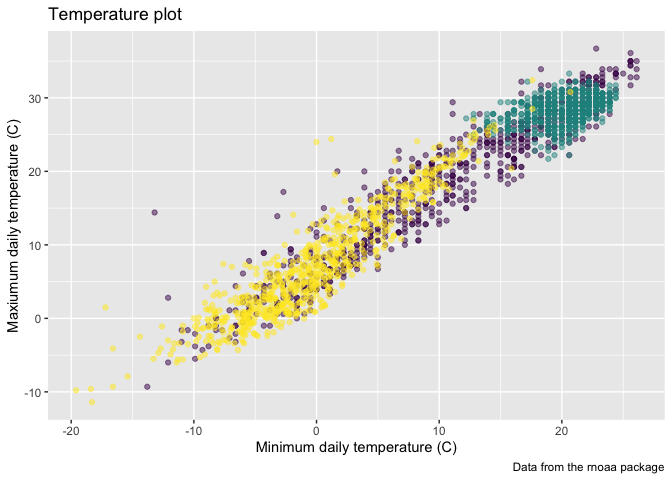 Temperature plot
Maxiumum daily temperature (C)
30
20
10
0
-10
-20
-10
0
10
20
Minimum daily temperature (C)
Data from the rnoaa package